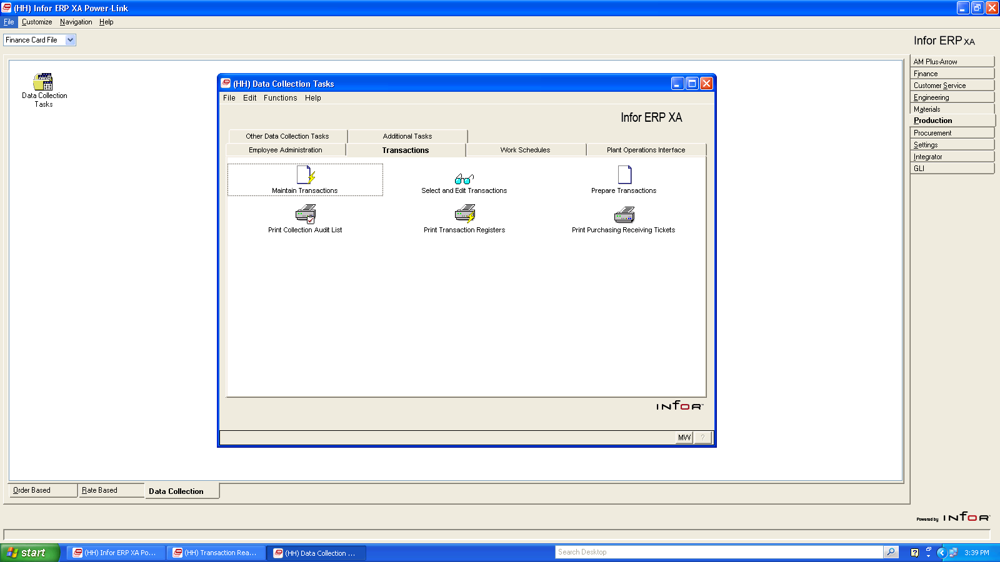 (HH) Infor ERP XA Power-Link
File Customize Navigation Help
Finance Card File
Infor ERP XA
Data Collection
Tasks
(HH) Data Collection Tasks
File Edit Functions Help
Infor ERP XA
Other Data Collection Tasks Additional Tasks
Employee Administration Transactions Work Schedules Plant Operations Interface
Maintain Transactions Select and Edit Transactions Prepare Transactions
Print Collection Audit List Print Transaction Registers Print Purchasing Receiving Tickets
INFOR
MW ?
AM Plus-Arrow
Finance
Customer Service
Engineering
Materials
Production
Procurement
Settings
Integrator
GLI
Order Based Rate Based Data Collection
Powered by INFOR
start (HH) Infor ERP XA Po... (HH) Transaction Rea... (HH) Data Collection ... Search Desktop 3:39 PM